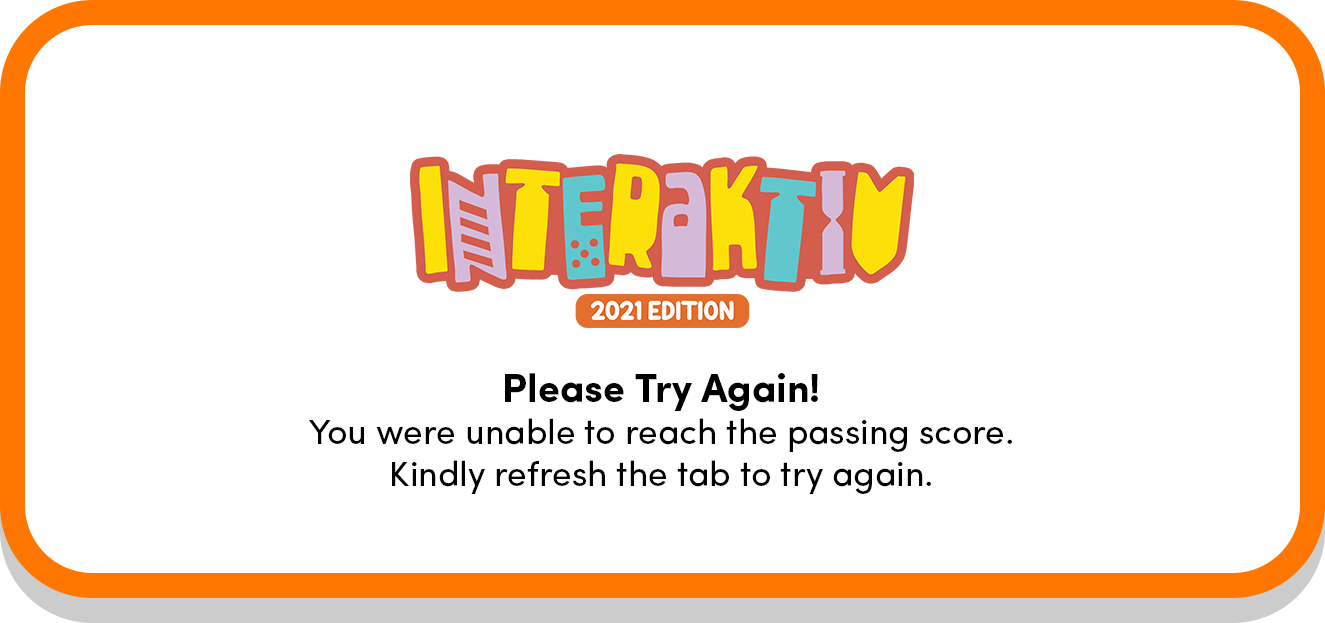 INTERAKTIV
2021 EDITION
Please Try Again!
You were unable to reach the passing score.
Kindly refresh the tab to try again.